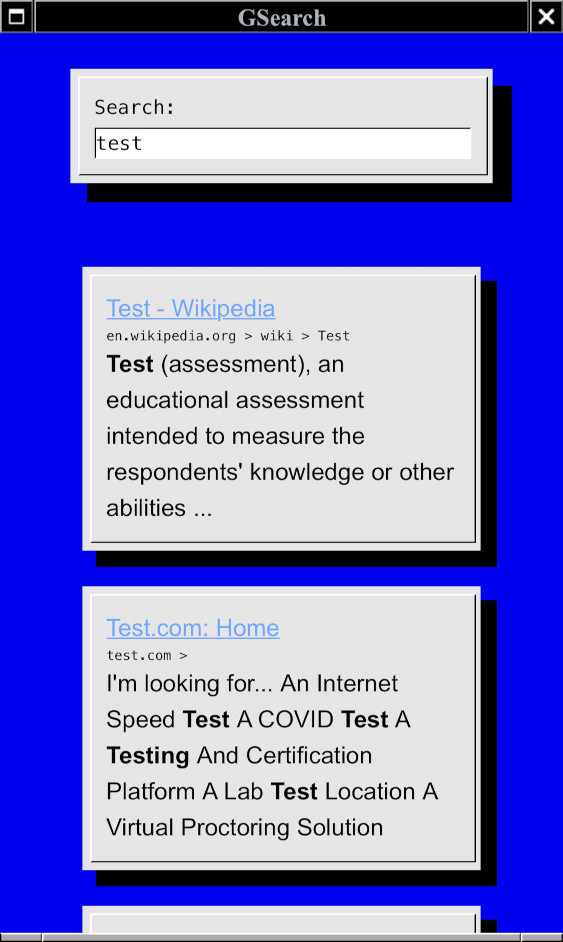 GSearch
Search:
test
Test - Wikipedia
en.wikipedia.org > wiki > Test
Test (assessment), an
educational assessment
intended to measure the
respondents' knowledge or other
abilities ...
Test.com: Home
test.com >
I'm looking for... An Internet
Speed Test A COVID Test A
Testing And Certification
Platform A Lab Test Location A
Virtual Proctoring Solution